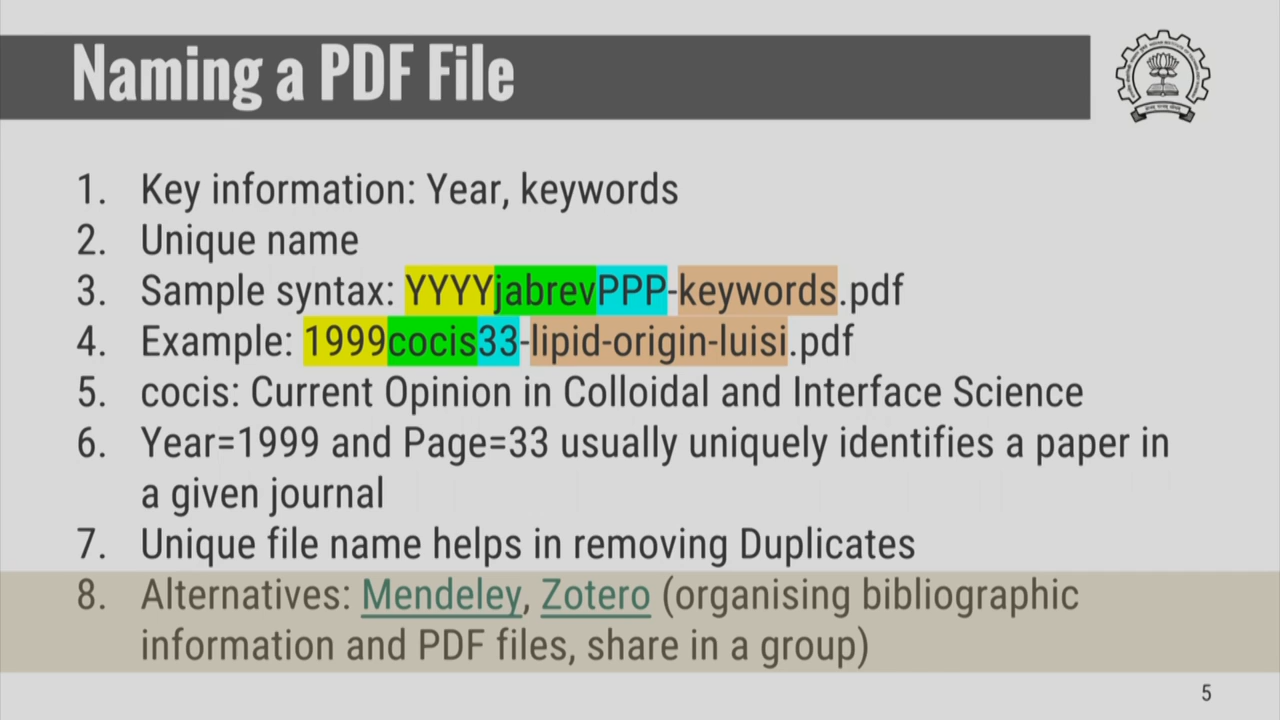 Naming a PDF File
1. Key information: Year, keywords
2. Unique name
3. Sample syntax: YYYYjabrevPPP-keywords.pdf
4. Example: 1999cocis33-lipid-origin-luisi.pdf
5. cocis: Current Opinion in Colloidal and Interface Science
6. Year=1999 and Page=33 usually uniquely identifies a paper in
a given journal
7. Unique file name helps in removing Duplicates
8. Alternatives: Mendeley, Zotero (organising bibliographic
information and PDF files, share in a group)
5